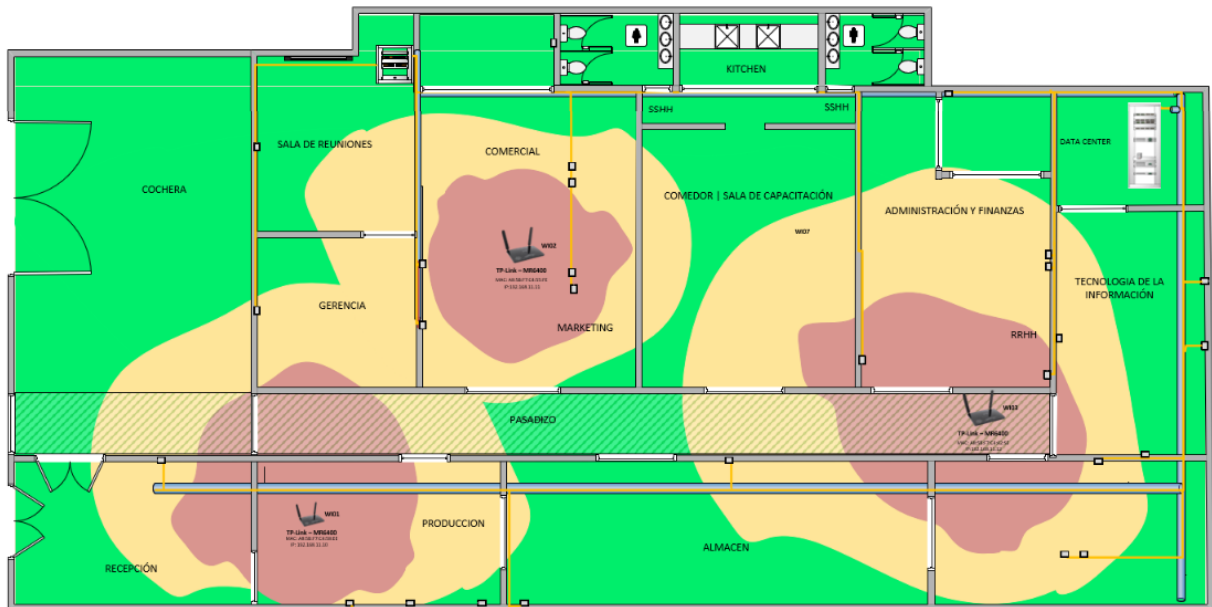 KITCHEN
SSHH
SSHH
SALA DE REUNIONES
COMERCIAL
DATA CENTER
COCHERA
COMEDOR | SALA DE CAPACITACIÓN
ADMINISTRACIÓN Y FINANZAS
WI07
WI02
TP-Link – MR6400
TECNOLOGIA DE LA
INFORMACIÓN
GERENCIA
MARKETING
RRHH
PASADIZO
WI03
TP-Link – MR6400
WI01
TP-Link – MR6400
PRODUCCION
ALMACEN
RECEPCIÓN